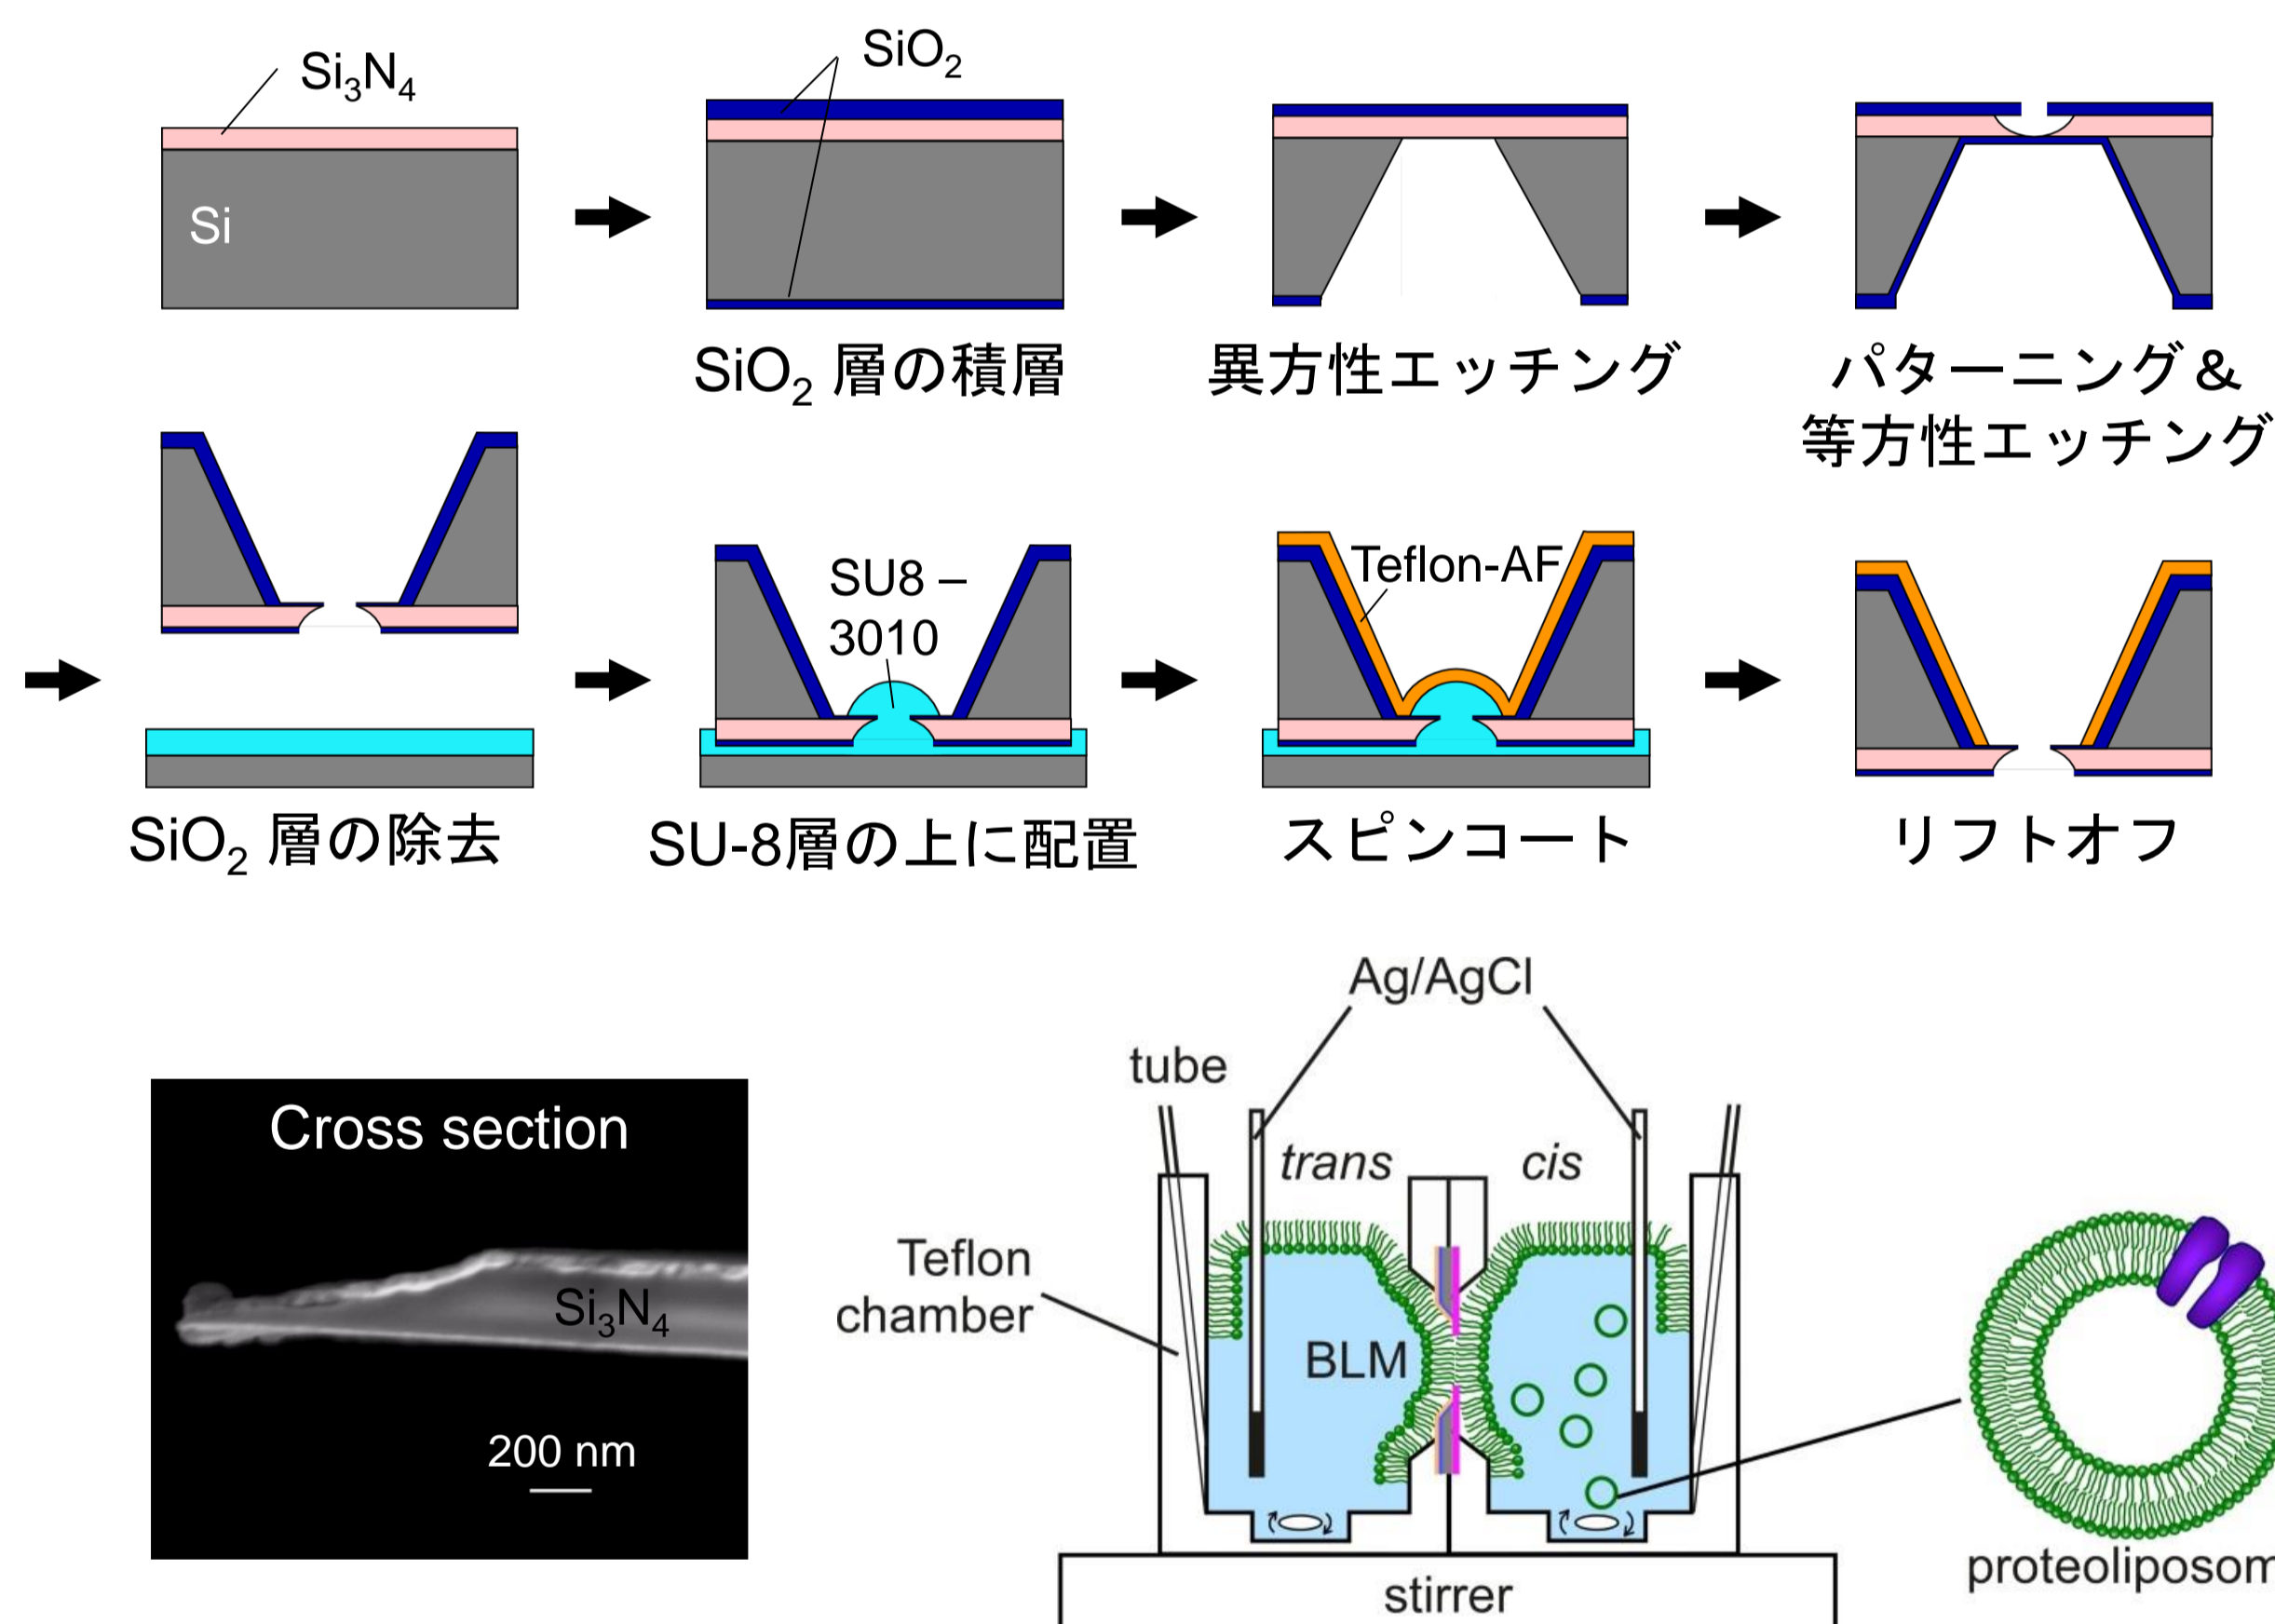 Si₃N₄
Si
SiO₂
SiO₂ 層の積層
異方性エッチング
パターニング &
等方性エッチング
SiO₂ 層の除去
SU8 –
3010
SU-8層の上に配置
Teflon-AF
スピンコート
リフトオフ
Cross section
Si₃N₄
200 nm
Ag/AgCl
tube
trans
cis
Teflon
chamber
BLM
stirrer